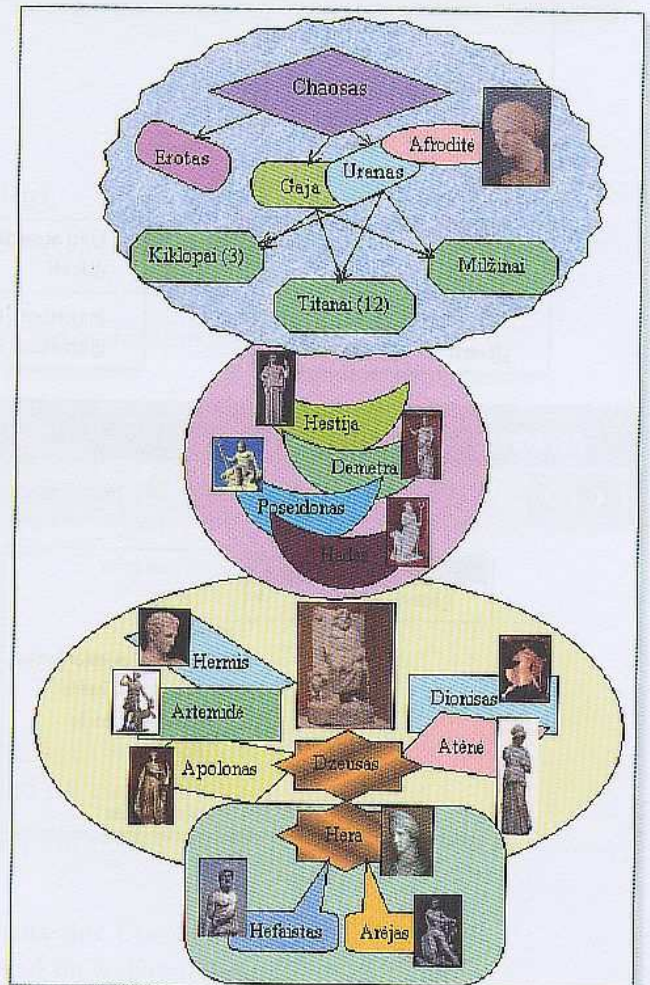 Chaosas
Erotas
Afroditė
Gaja
Uranas
Kiklopai (3)
Titanai (12)
Milžinai
Hestija
Demetra
Poseidonas
Hadas
Hermis
Dionisas
Artemidė
Atėnė
Apolonas
Dzeusas
Hera
Hefaistas
Arėjas